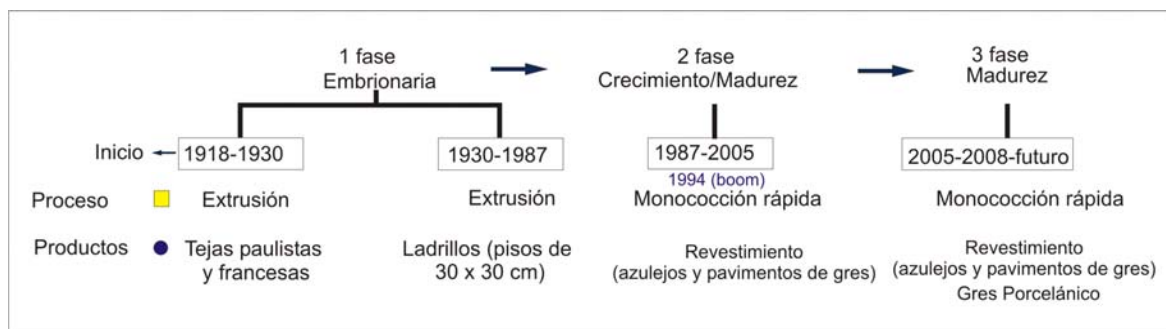 1 fase
Embrionaria
2 fase
Crecimiento/Madurez
3 fase
Madurez
Inicio
1918-1930
1930-1987
1987-2005
2005-2008-futuro
1994 (boom)
Proceso
Extrusión
Extrusión
Monococción rápida
Monococción rápida
Productos
Tejas paulistas
y francesas
Ladrillos (pisos de
30 x 30 cm)
Revestimiento
(azulejos y pavimentos de gres)
Revestimiento
(azulejos y pavimentos de gres)
Gres Porcelánico